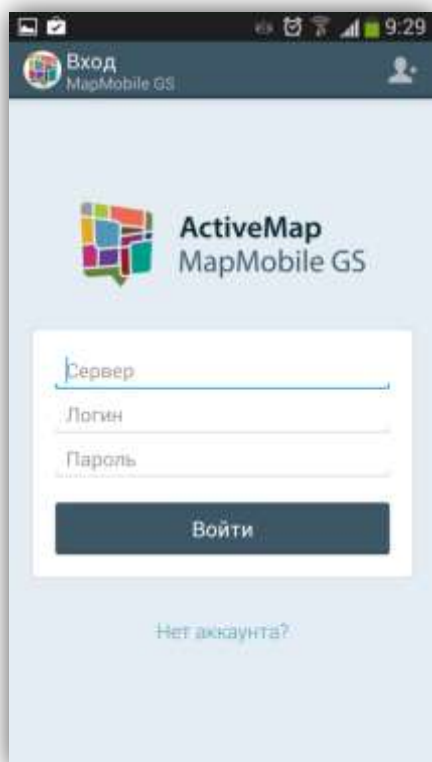 9:29
Вход
MapMobile GS
ActiveMap
MapMobile GS
Сервер
Логин
Пароль
Войти
Нет аккаунта?